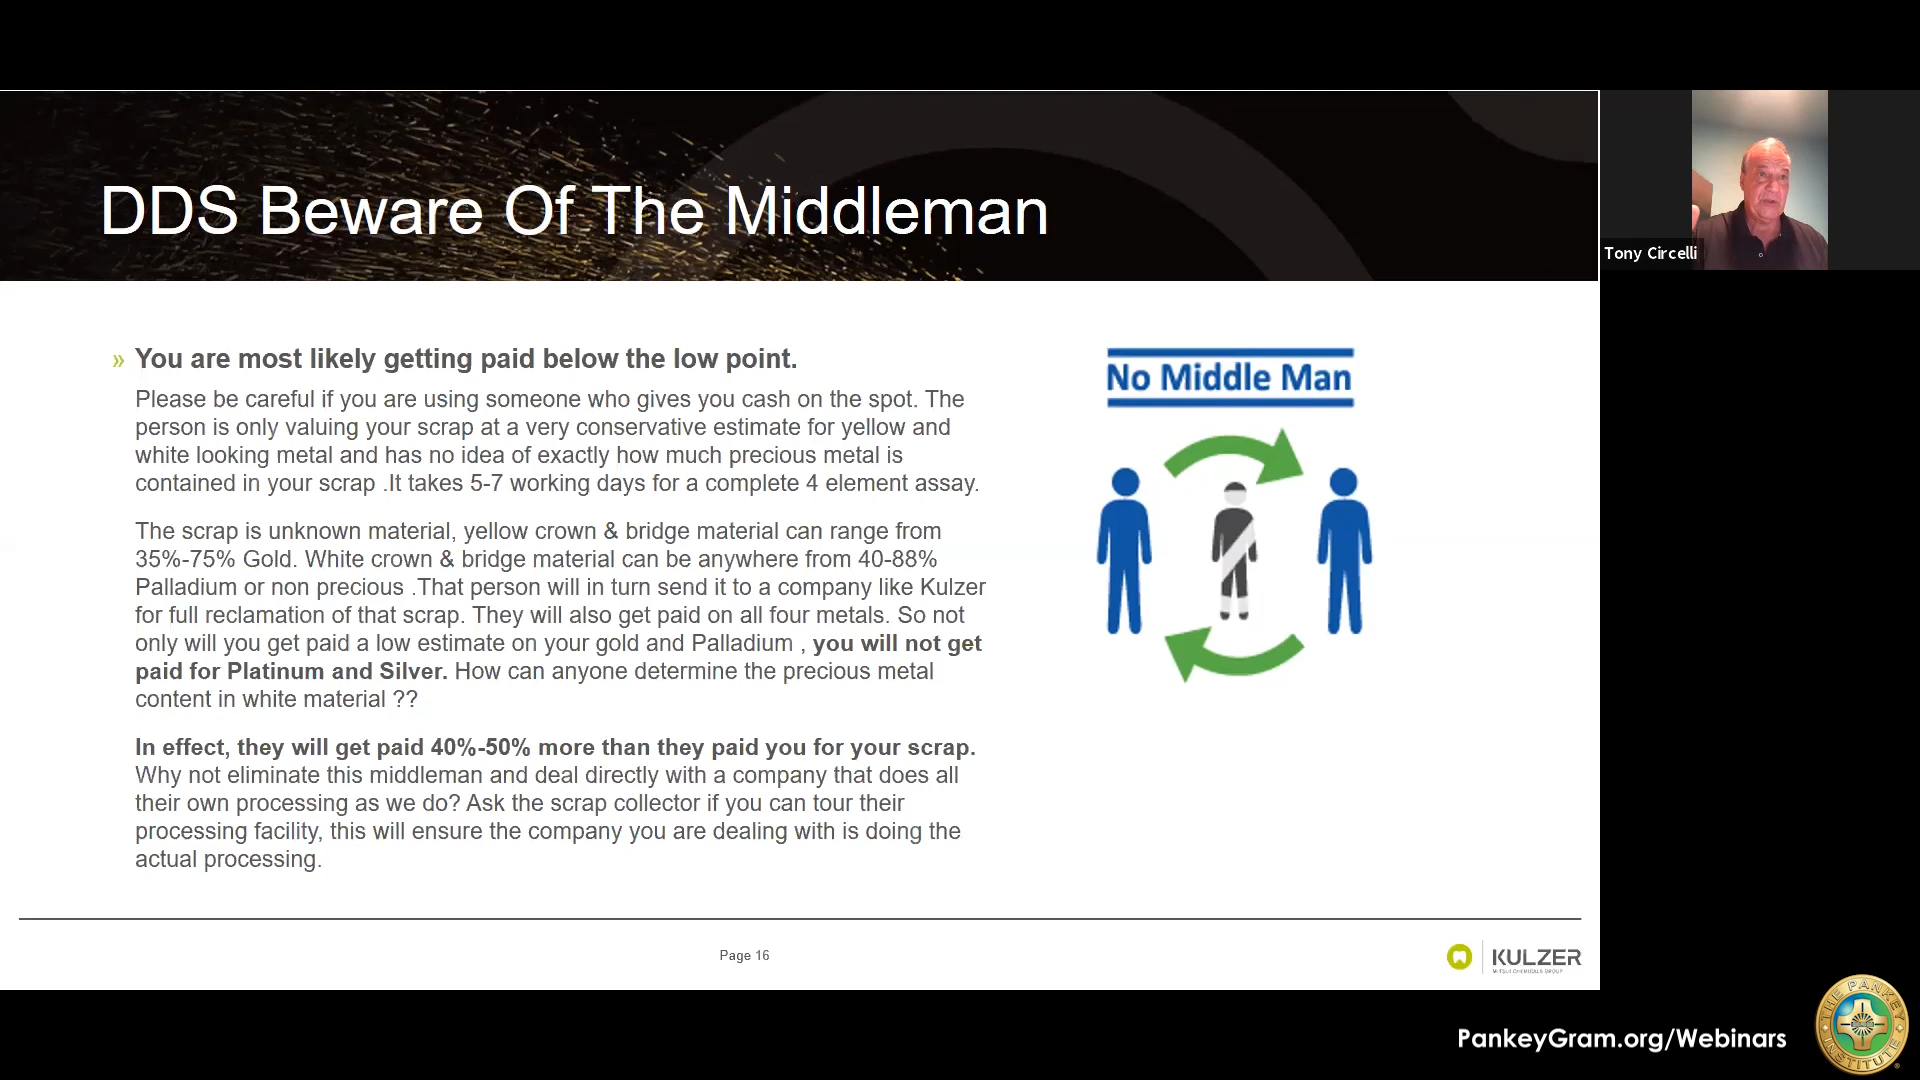 DDS Beware Of The Middleman
Tony Circelli
» You are most likely getting paid below the low point.
Please be careful if you are using someone who gives you cash on the spot. The
person is only valuing your scrap at a very conservative estimate for yellow and
white looking metal and has no idea of exactly how much precious metal is
contained in your scrap .It takes 5-7 working days for a complete 4 element assay.
The scrap is unknown material, yellow crown & bridge material can range from
35%-75% Gold. White crown & bridge material can be anywhere from 40-88%
Palladium or non precious .That person will in turn send it to a company like Kulzer
for full reclamation of that scrap. They will also get paid on all four metals. So not
only will you get paid a low estimate on your gold and Palladium , you will not get
paid for Platinum and Silver. How can anyone determine the precious metal
content in white material ??
In effect, they will get paid 40%-50% more than they paid you for your scrap.
Why not eliminate this middleman and deal directly with a company that does all
their own processing as we do? Ask the scrap collector if you can tour their
processing facility, this will ensure the company you are dealing with is doing the
actual processing.
No Middle Man
Page 16
KULZER
MITSUI CHEMICALS GROUP
PankeyGram.org/Webinars
THE PANKEY INSTITUTE